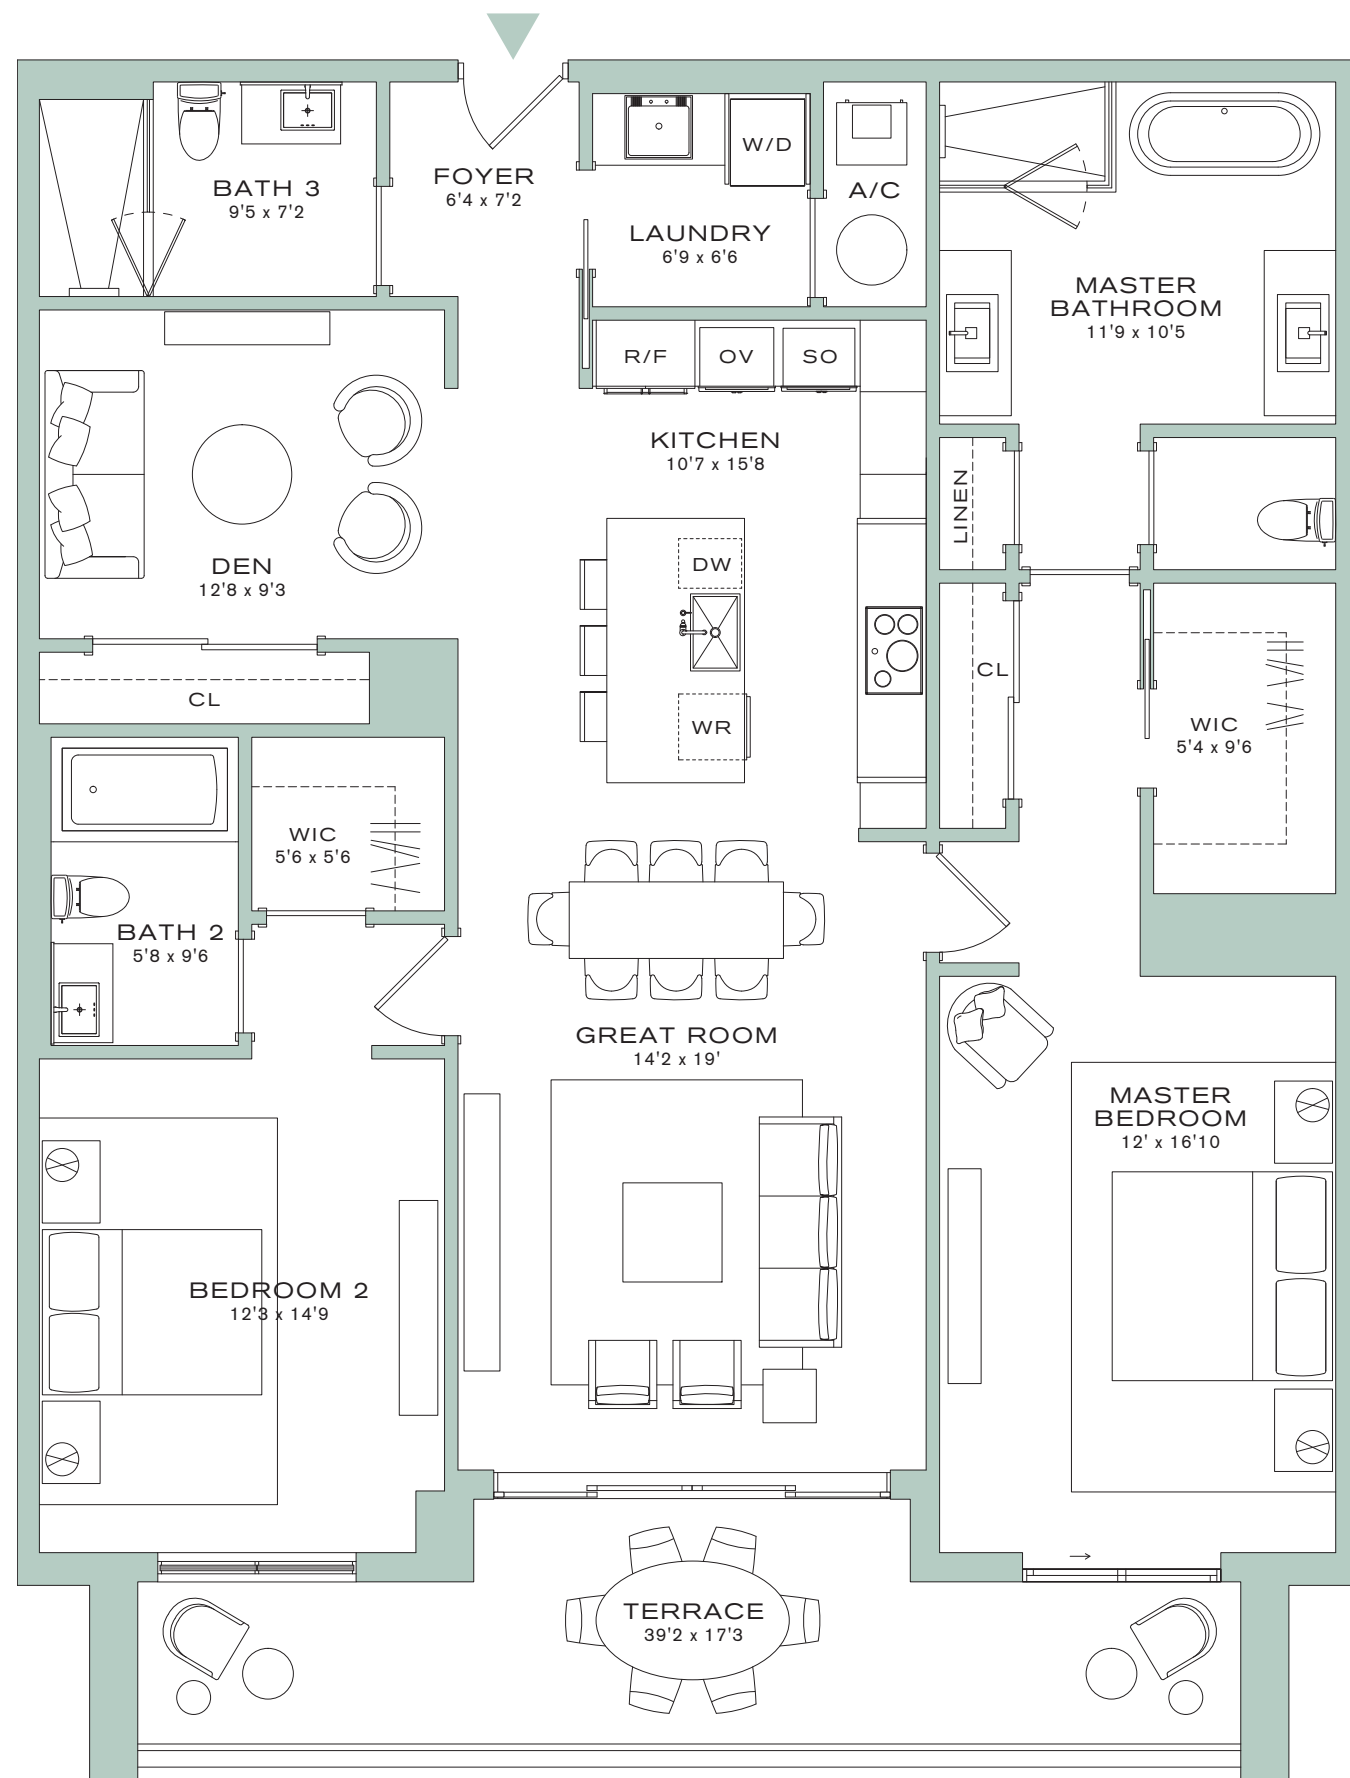 W/D
BATH 3
9'5 x 7'2
FOYER
6'4 x 7'2
A/C
LAUNDRY
6'9 x 6'6
MASTER
BATHROOM
11'9 x 10'5
R/F
OV
SO
KITCHEN
10'7 x 15'8
LINEN
DEN
12'8 x 9'3
DW
CL
CL
WR
WIC
5'4 x 9'6
WIC
5'6 x 5'6
BATH 2
5'8 x 9'6
GREAT ROOM
14'2 x 19'
MASTER
BEDROOM
12' x 16'10
BEDROOM 2
12'3 x 14'9
TERRACE
39'2 x 17'3